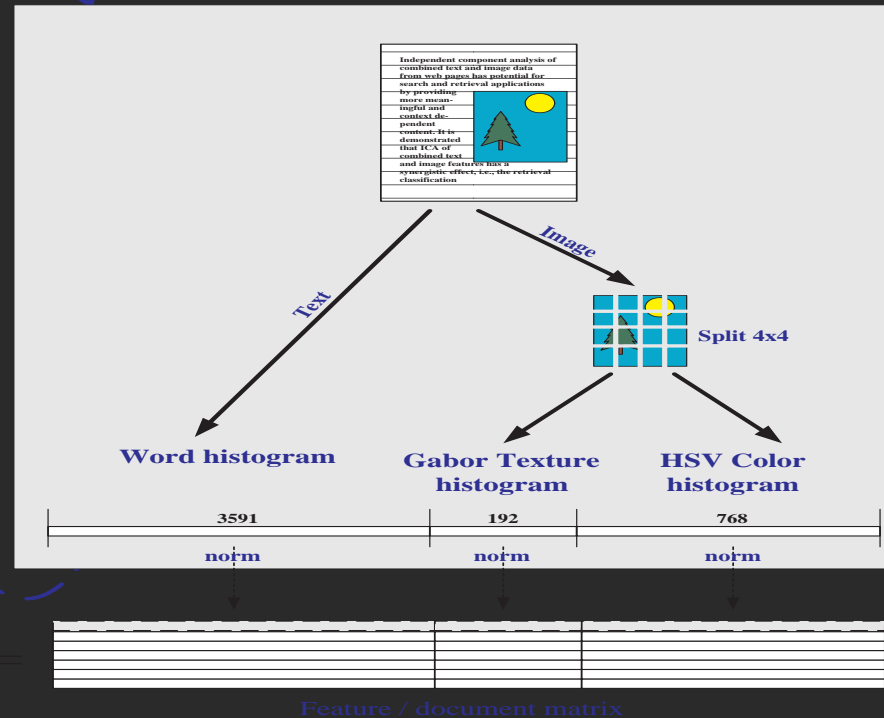 Independent component analysis of
combined text and image data
from web pages has potential for
search and retrieval applications
by providing
more mean-
ingful and
context de-
pendent
content. It is
demonstrated
that ICA of
combined text
and image features has a
synergistic effect, i.e., the retrieval
classification
Image
Text
Split 4x4
Word histogram
Gabor Texture
histogram
HSV Color
histogram
3591 192 768
norm norm norm
Feature / document matrix